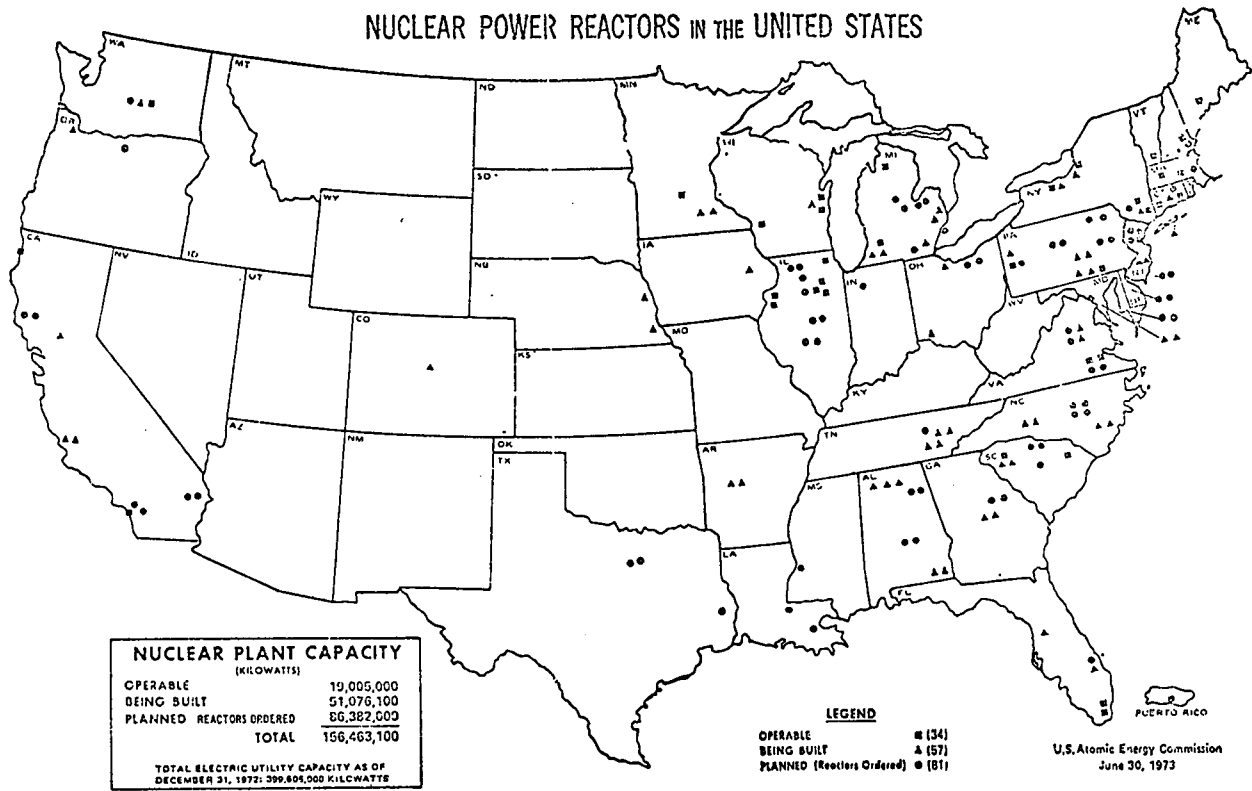 NUCLEAR POWER REACTORS IN THE UNITED STATES
WA
MT
ND
MN
OR
ID
WY
SD
WI
MI
NY
VT
ME
CA
NV
UT
CO
NB
IA
IL
IN
OH
PA
WV
MD
VA
KS
MO
KY
NC
AZ
NM
OK
TX
AR
TN
SC
MS
AL
GA
LA
FL
PUERTO RICO
NUCLEAR PLANT CAPACITY
(KILOWATTS)
OPERABLE 19,005,000
BEING BUILT 51,076,100
PLANNED REACTORS ORDERED 86,382,000
TOTAL 156,463,100
TOTAL ELECTRIC UTILITY CAPACITY AS OF
DECEMBER 31, 1972: KILOWATTS
LEGEND
OPERABLE ■ (34)
BEING BUILT ▲ (57)
PLANNED (Reactors Ordered) ● (81)
U.S. Atomic Energy Commission
June 30, 1973